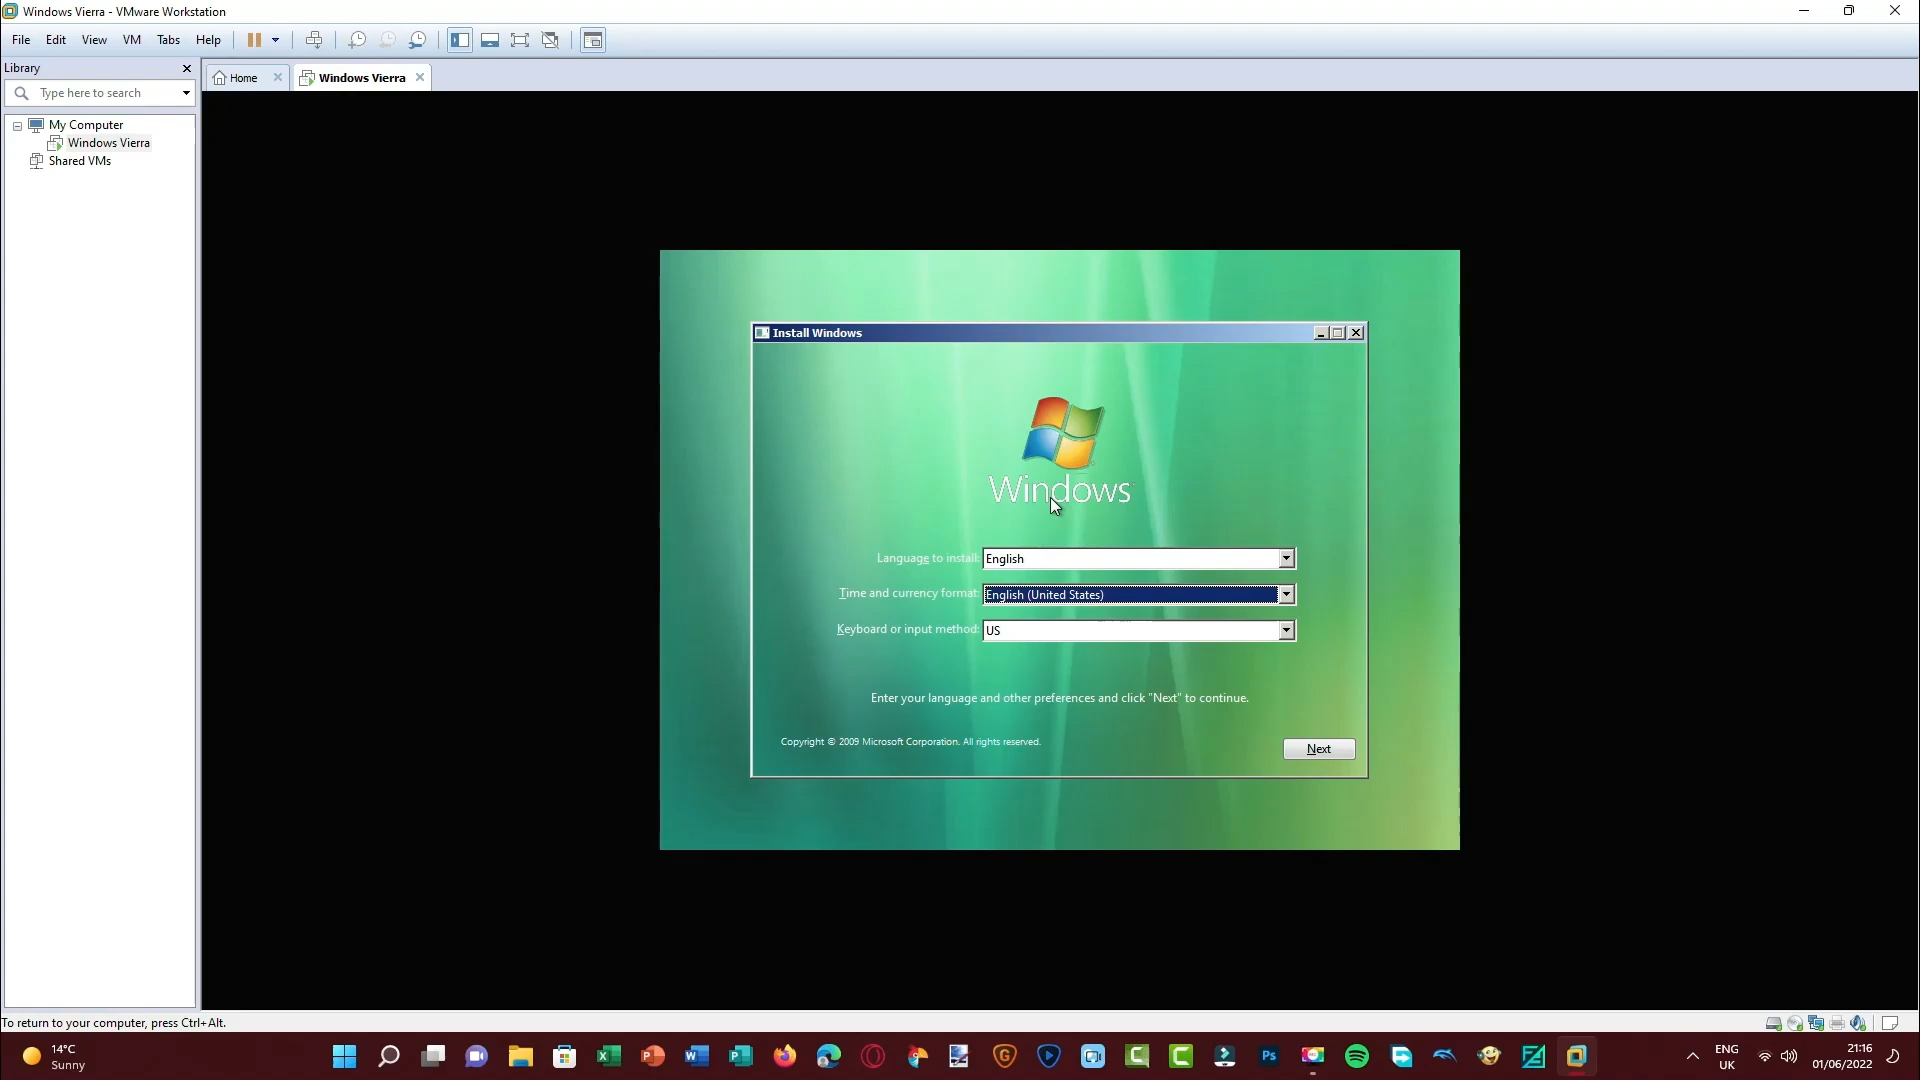 Windows Vierra - VMware Workstation
File Edit View VM Tabs Help
Library
Home
Windows Vierra
Type here to search
My Computer
Windows Vierra
Shared VMs
Install Windows
Windows
Language to install: English
Time and currency format: English (United States)
Keyboard or input method: US
Enter your language and other preferences and click "Next" to continue.
Copyright © 2009 Microsoft Corporation. All rights reserved.
Next
To return to your computer, press Ctrl+Alt.
14°C
Sunny
ENG
UK
21:16
01/06/2022